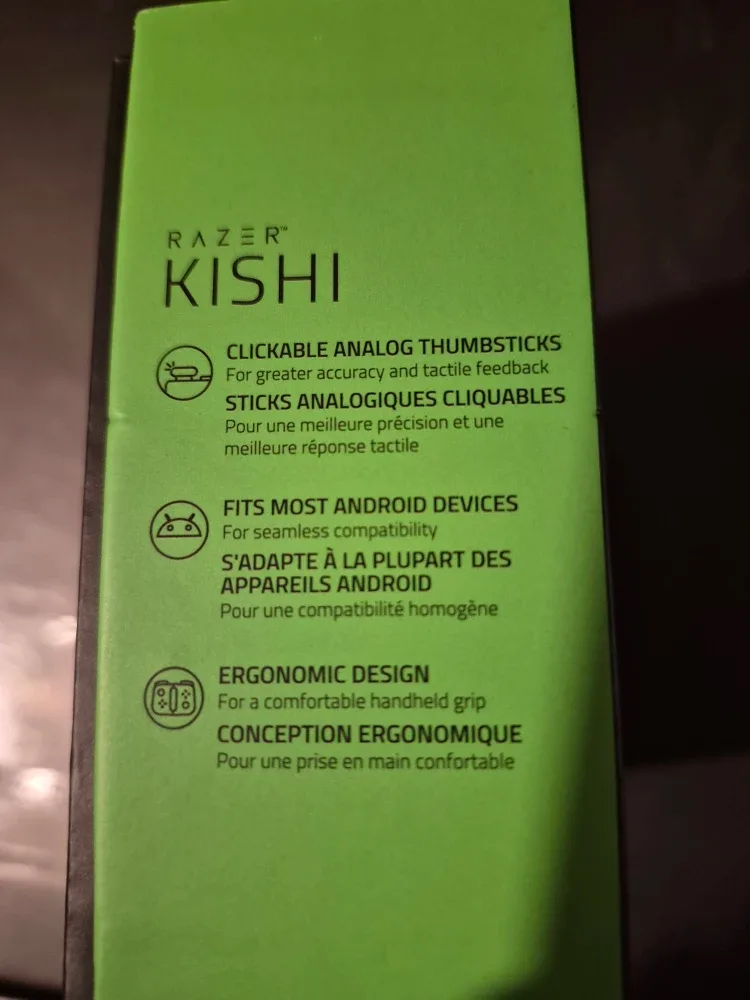 RAZER™
KISHI
CLICKABLE ANALOG THUMBSTICKS
For greater accuracy and tactile feedback
STICKS ANALOGIQUES CLIQUABLES
Pour une meilleure précision et une
meilleure réponse tactile
FITS MOST ANDROID DEVICES
For seamless compatibility
S'ADAPTE À LA PLUPART DES
APPAREILS ANDROID
Pour une compatibilité homogène
ERGONOMIC DESIGN
For a comfortable handheld grip
CONCEPTION ERGONOMIQUE
Pour une prise en main confortable